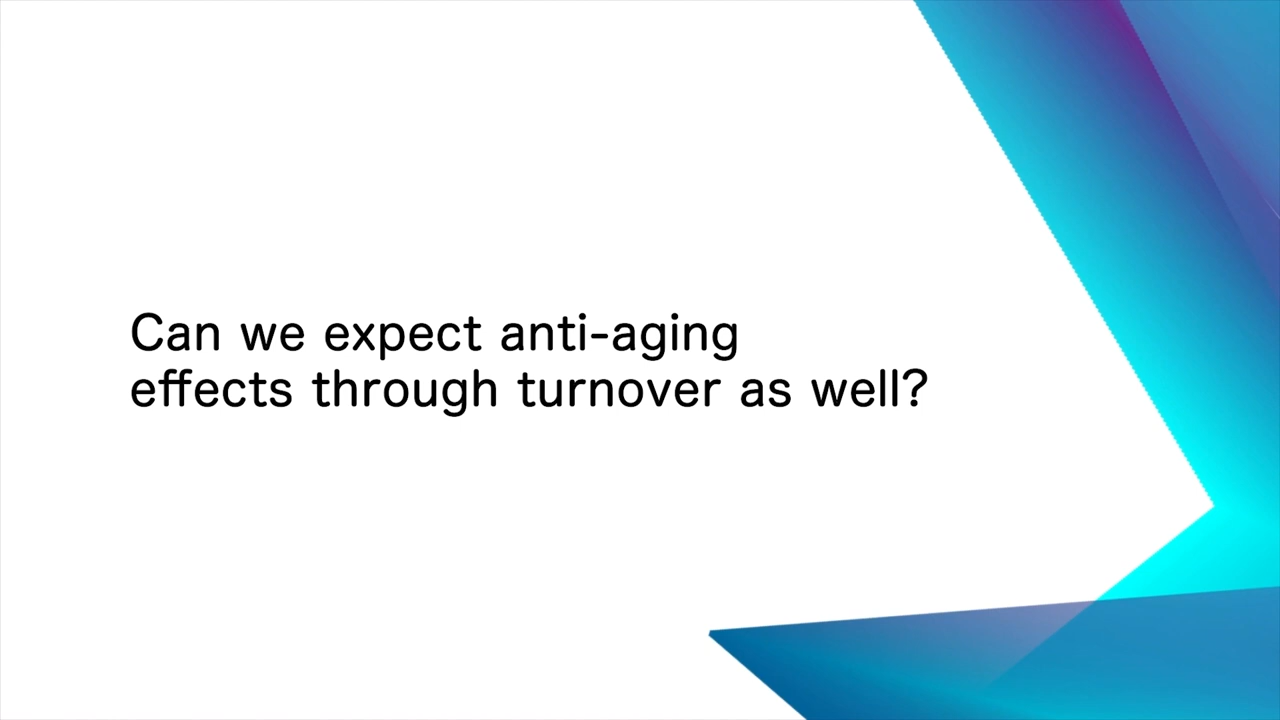 Can we expect anti-aging
effects through turnover as well?